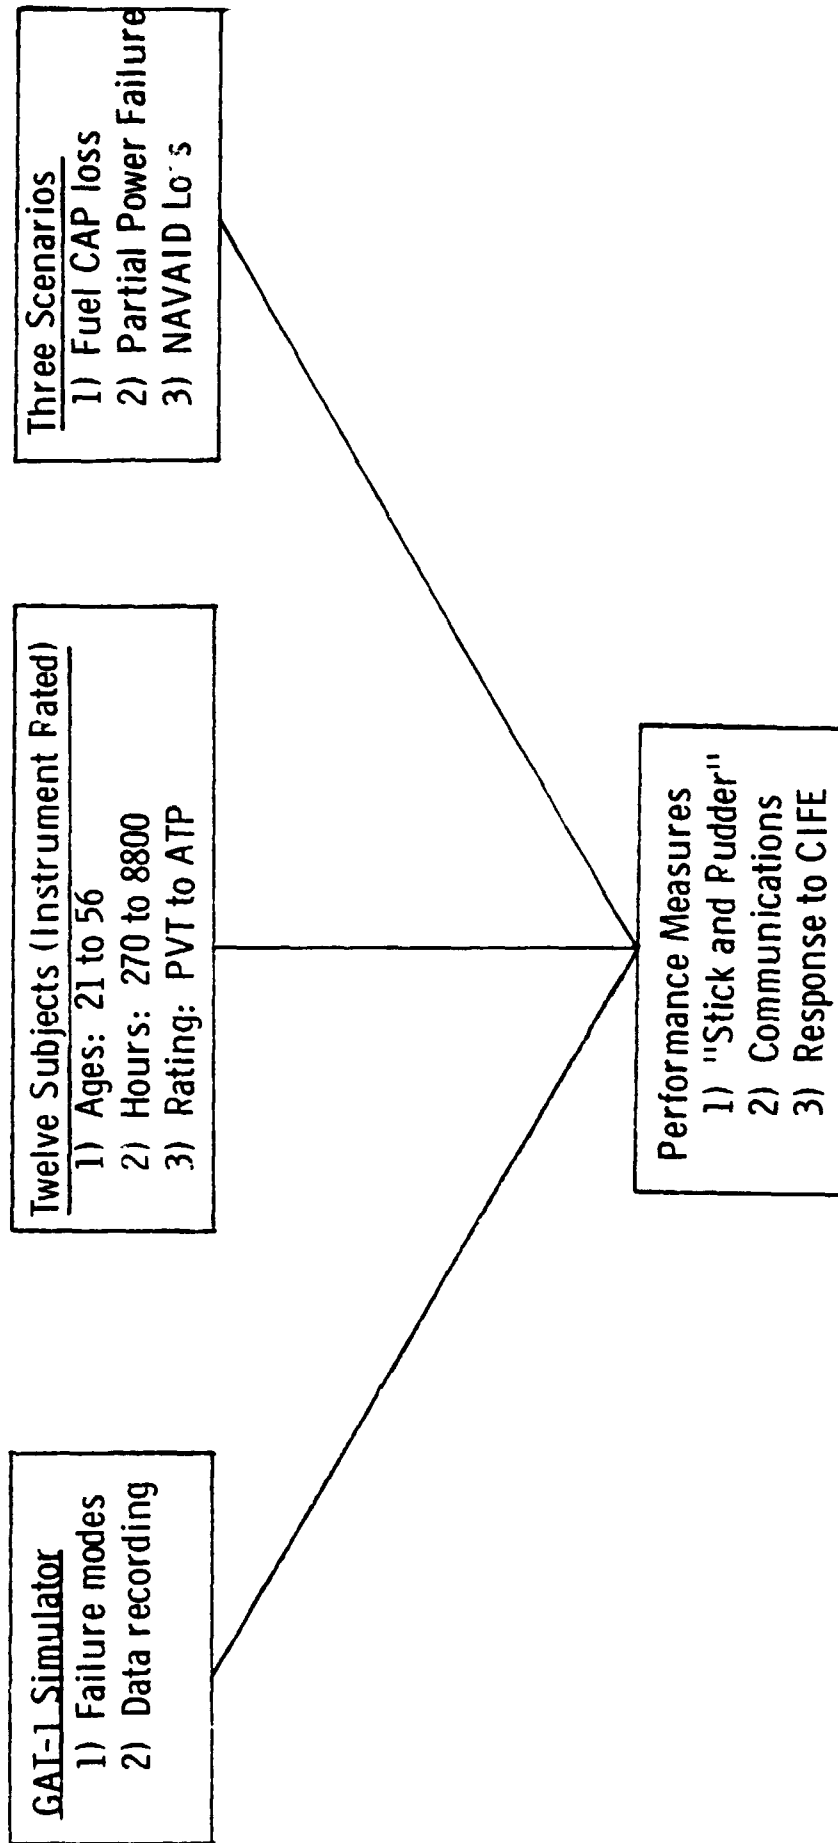 GAT-1 Simulator
1) Failure modes
2) Data recording
Twelve Subjects (Instrument Rated)
1) Ages: 21 to 56
2) Hours: 270 to 8800
3) Rating: PVT to ATP
Three Scenarios
1) Fuel CAP loss
2) Partial Power Failure
3) NAVAID Loss
Performance Measures
1) "Stick and Rudder"
2) Communications
3) Response to CIFE